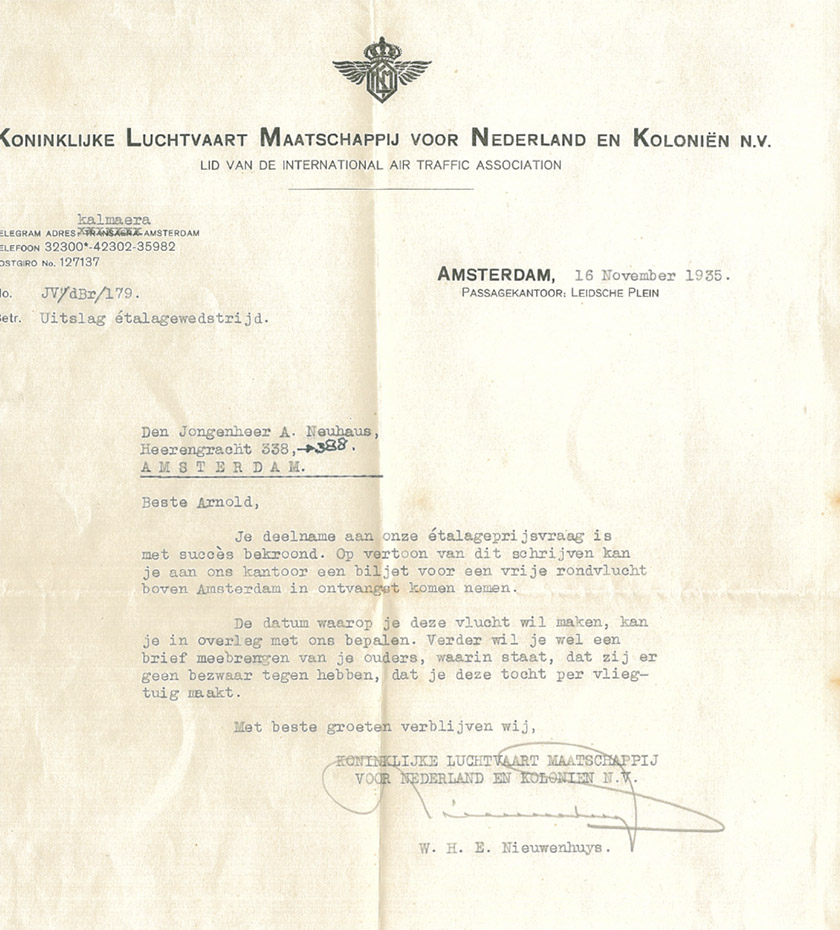 KLM
KONINKLIJKE LUCHTVAART MAATSCHAPPIJ VOOR NEDERLAND EN KOLONIËN N.V.
LID VAN DE INTERNATIONAL AIR TRAFFIC ASSOCIATION
kalmaera
ELEGRAM ADRES: TRANSAERA-AMSTERDAM
ELEFOON 32300*-42302-35982
OSTGIRO No. 127137
AMSTERDAM, 16 November 1935.
PASSAGEKANTOOR: LEIDSCHE PLEIN
No. JV/dBr/179.
Betr. Uitslag étalagewedstrijd.
Den Jongenheer A. Neuhaus,
Heerengracht 338,→388.
AMSTERDAM.
Beste Arnold,
Je deelname aan onze étalageprijsvraag is
met succès bekroond. Op vertoon van dit schrijven kan
je aan ons kantoor een biljet voor een vrije rondvlucht
boven Amsterdam in ontvangst komen nemen.
De datum waarop je deze vlucht wil maken, kan
je in overleg met ons bepalen. Verder wil je wel een
brief meebrengen van je ouders, waarin staat, dat zij er
geen bezwaar tegen hebben, dat je deze tocht per vlieg-
tuig maakt.
Met beste groeten verblijven wij,
KONINKLIJKE LUCHTVAART MAATSCHAPPIJ
VOOR NEDERLAND EN KOLONIEN N.V.
W. H. E. Nieuwenhuys.